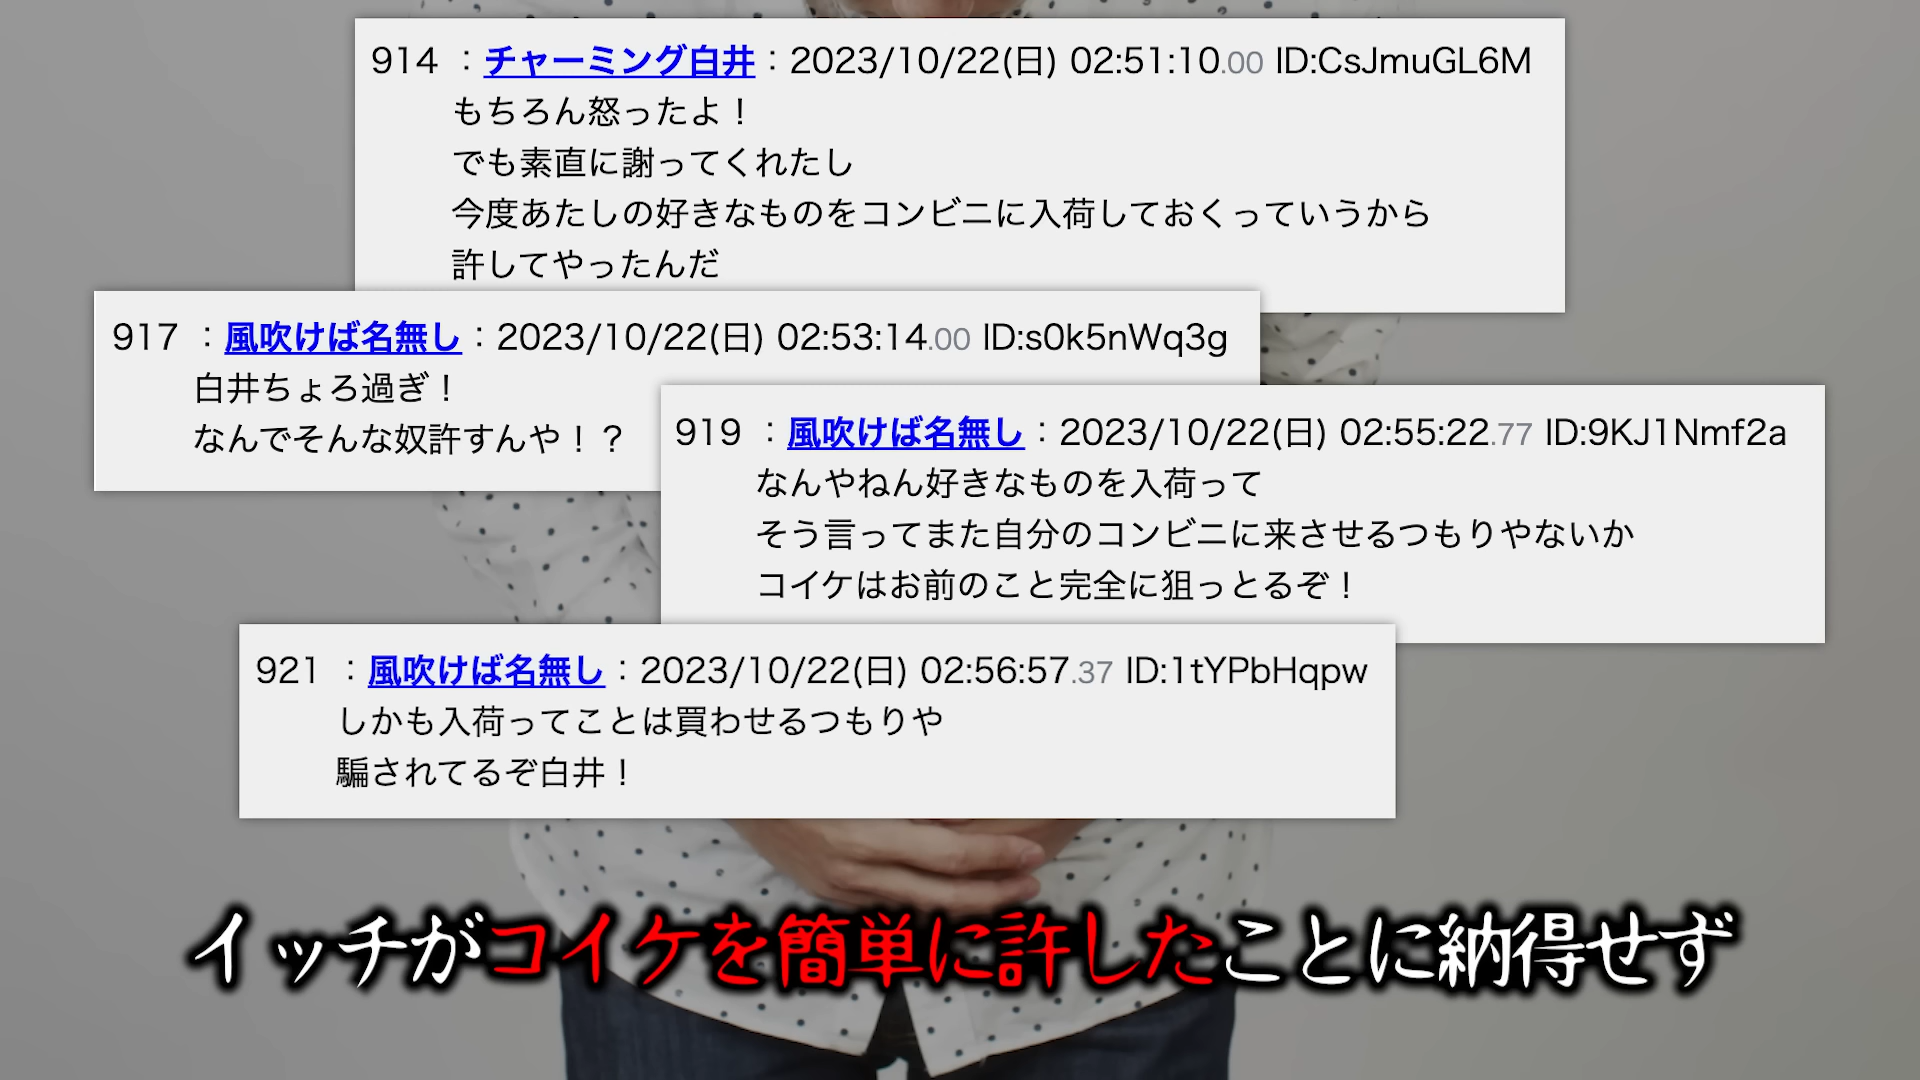 914 ：チャーミング白井：2023/10/22(日) 02:51:10.00 ID:CsJmuGL6M
もちろん怒ったよ！
でも素直に謝ってくれたし
今度あたしの好きなものをコンビニに入荷しておくっていうから
許してやったんだ
917 ：風吹けば名無し：2023/10/22(日) 02:53:14.00 ID:s0k5nWq3g
白井ちょろ過ぎ！
なんでそんな奴許すんや！？
919 ：風吹けば名無し：2023/10/22(日) 02:55:22.77 ID:9KJ1Nmf2a
なんやねん好きなものを入荷って
そう言ってまた自分のコンビニに来させるつもりやないか
コイケはお前のこと完全に狙っとるぞ！
921 ：風吹けば名無し：2023/10/22(日) 02:56:57.37 ID:1tYPbHqpw
しかも入荷ってことは買わせるつもりや
騙されてるぞ白井！
イッチがコイケを簡単に許したことに納得せず